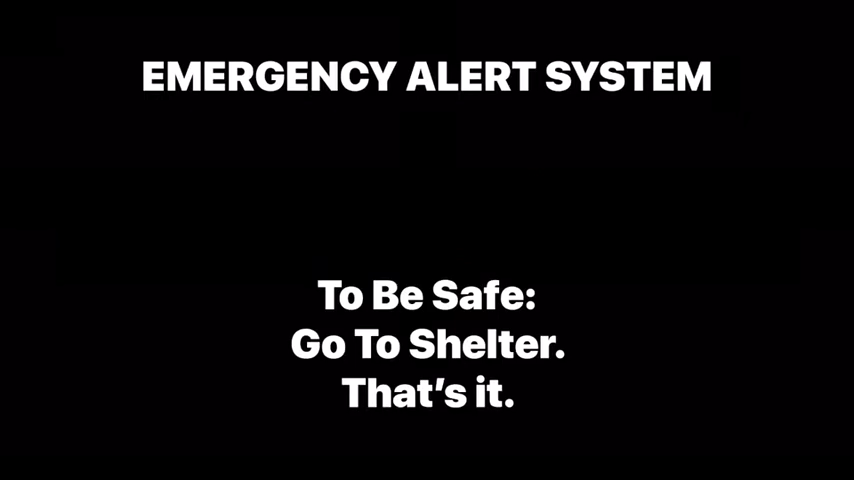 EMERGENCY ALERT SYSTEM
To Be Safe:
Go To Shelter.
That’s it.